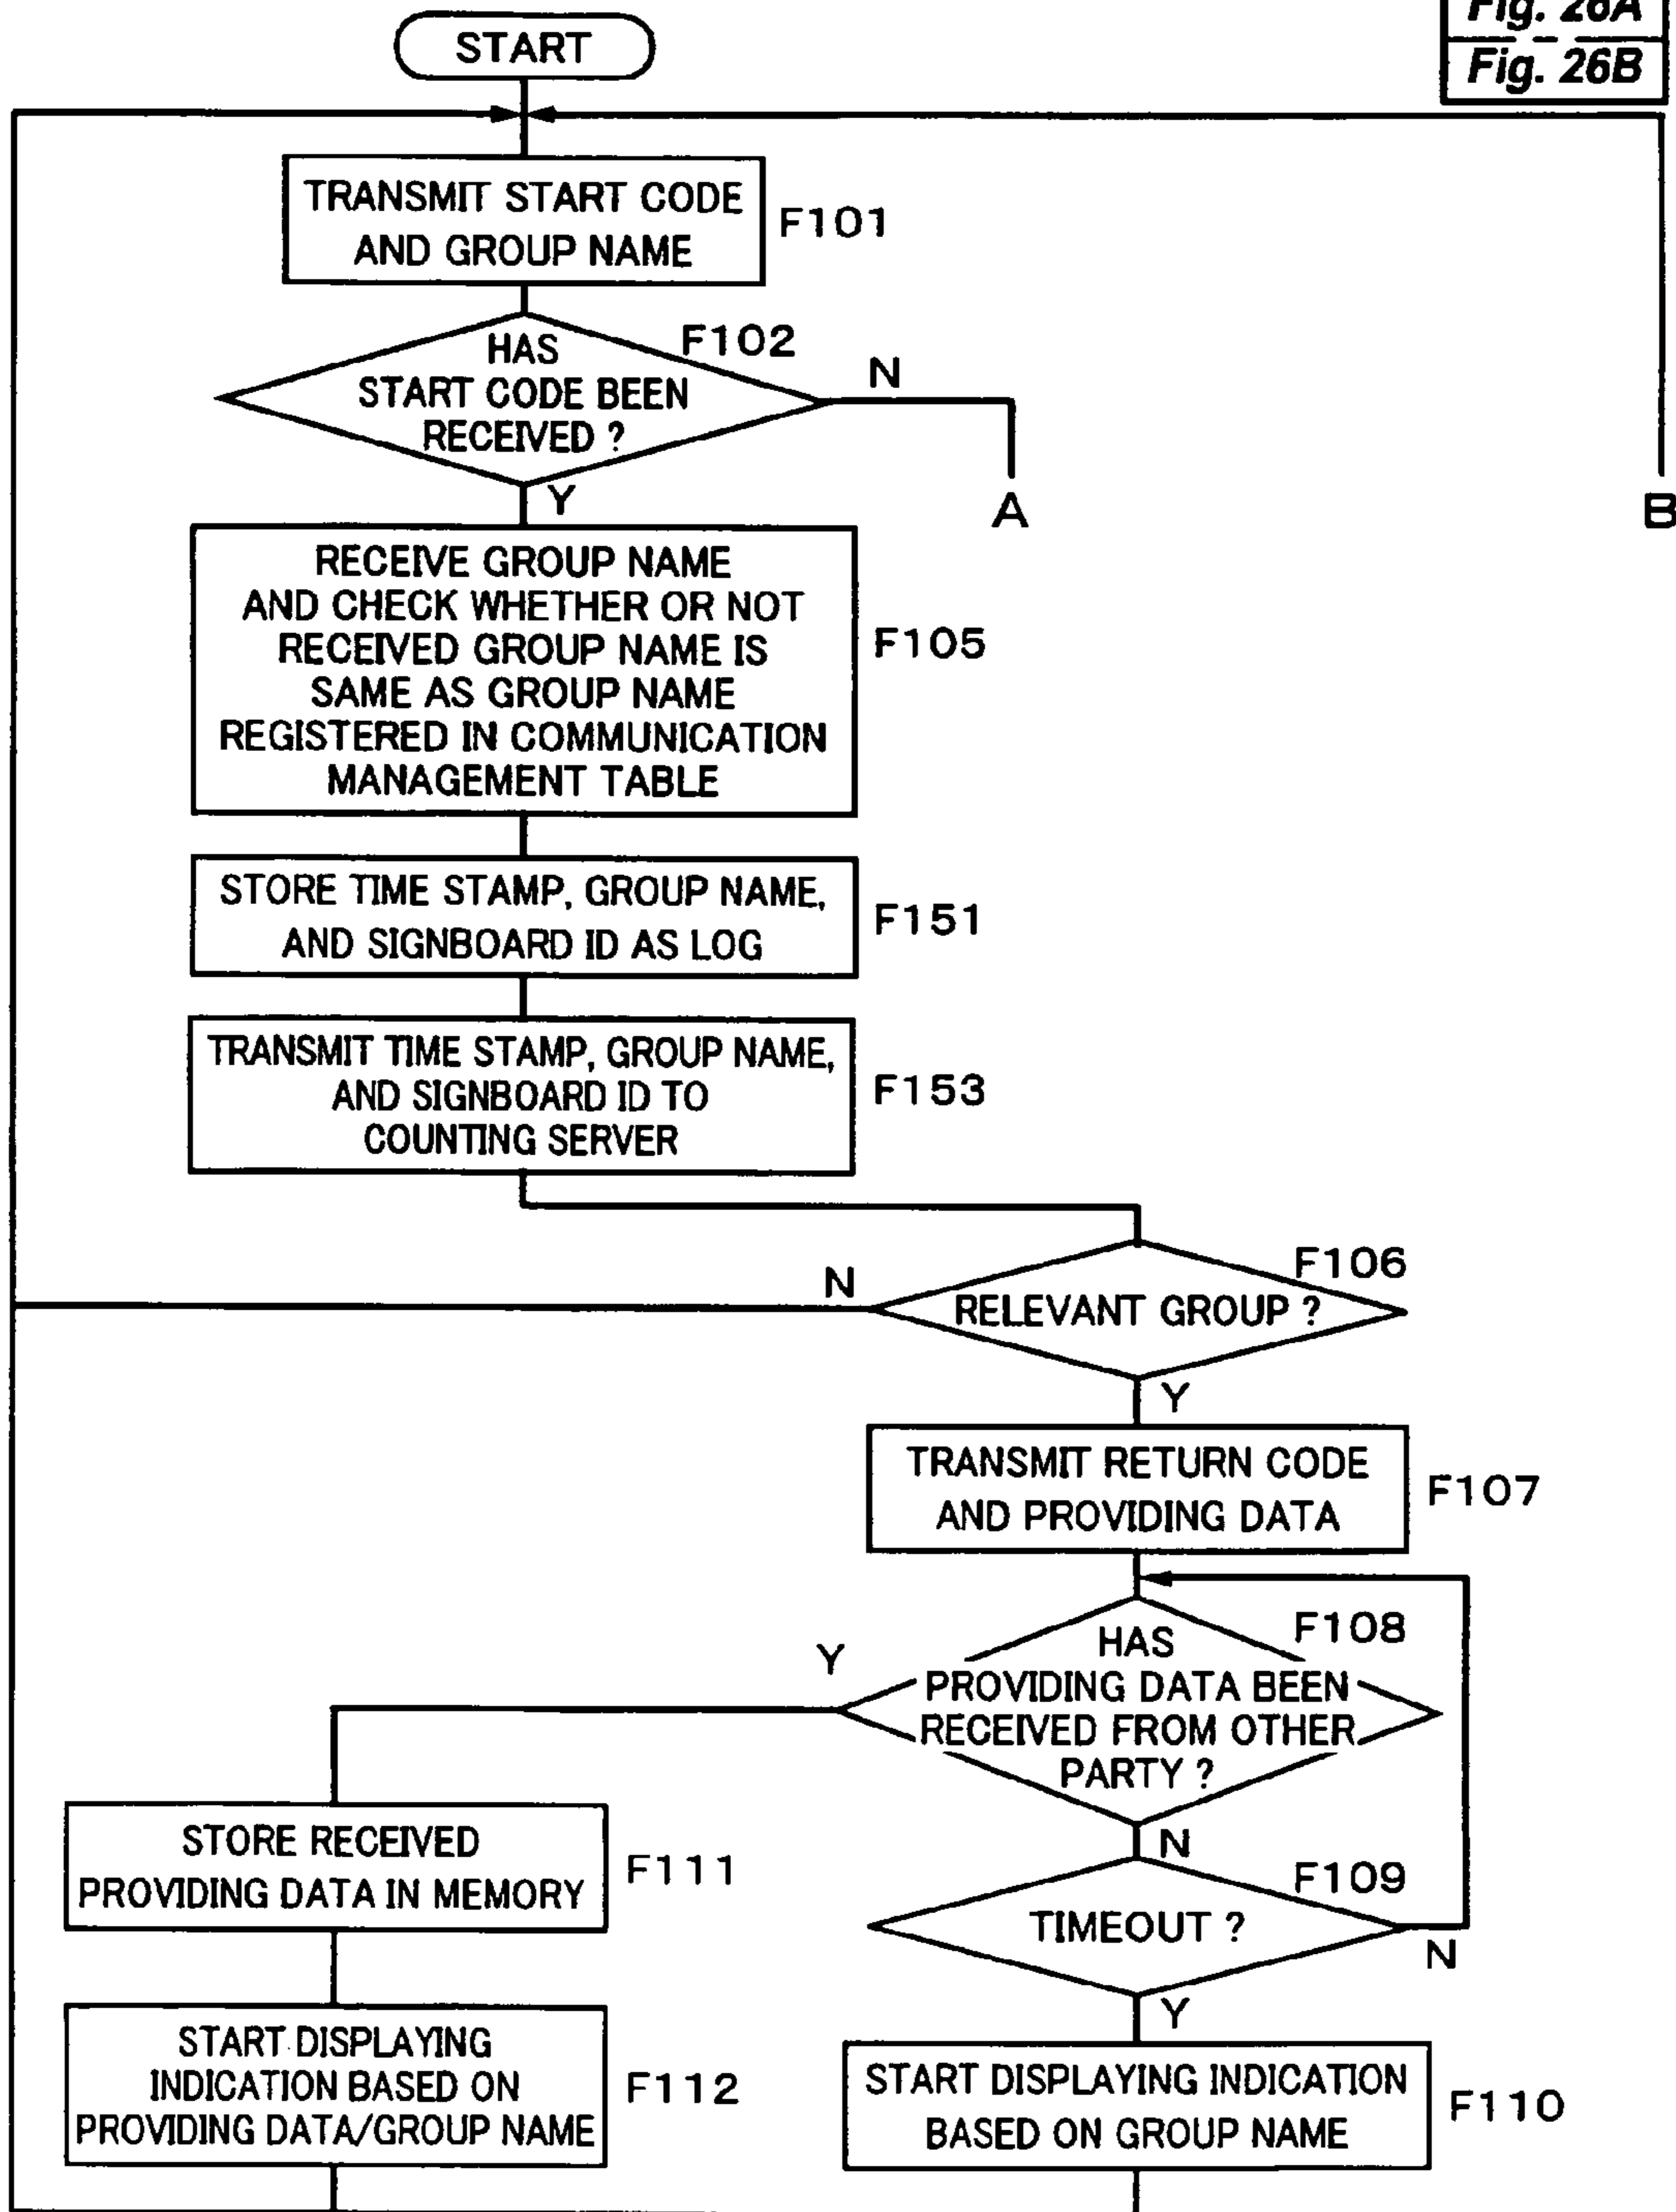 Fig. 26A
Fig. 26B
START
TRANSMIT START CODE
AND GROUP NAME
F101
HAS
START CODE BEEN
RECEIVED ?
F102
N
A
B
Y
RECEIVE GROUP NAME
AND CHECK WHETHER OR NOT
RECEIVED GROUP NAME IS
SAME AS GROUP NAME
REGISTERED IN COMMUNICATION
MANAGEMENT TABLE
F105
STORE TIME STAMP, GROUP NAME,
AND SIGNBOARD ID AS LOG
F151
TRANSMIT TIME STAMP, GROUP NAME,
AND SIGNBOARD ID TO
COUNTING SERVER
F153
N
F106
RELEVANT GROUP ?
Y
TRANSMIT RETURN CODE
AND PROVIDING DATA
F107
Y
HAS
PROVIDING DATA BEEN
RECEIVED FROM OTHER
PARTY ?
F108
N
STORE RECEIVED
PROVIDING DATA IN MEMORY
F111
F109
TIMEOUT ?
N
Y
START DISPLAYING
INDICATION BASED ON
PROVIDING DATA/GROUP NAME
F112
START DISPLAYING INDICATION
BASED ON GROUP NAME
F110